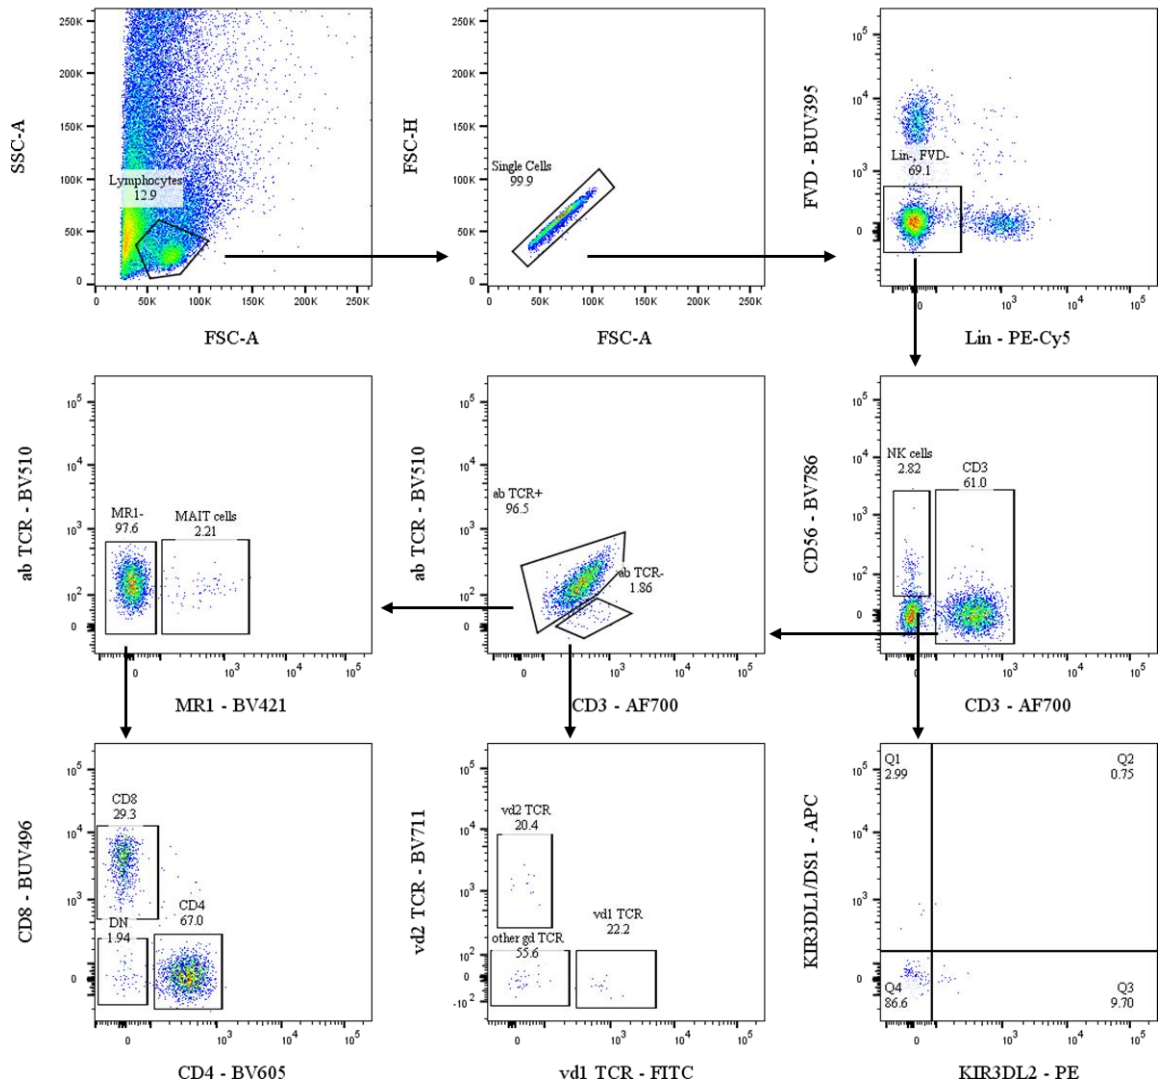 250K
200K
150K
100K
50K
0
SSC-A
Lymphocytes
12.9
0
50K
100K
150K
200K
250K
FSC-A
250K
200K
150K
100K
50K
0
FSC-H
Single Cells
99.9
0
50K
100K
150K
200K
250K
FSC-A
10^5
10^4
10^3
0
FVD - BUV395
Lin-, FVD-
69.1
0
10^3
10^4
10^5
Lin - PE-Cy5
10^5
10^4
10^3
10^2
0
ab TCR - BV510
MR1-
97.6
MAIT cells
2.21
0
10^3
10^4
10^5
MR1 - BV421
10^5
10^4
10^3
10^2
0
ab TCR - BV510
ab TCR+
96.5
ab TCR-
1.86
0
10^3
10^4
10^5
CD3 - AF700
10^5
10^4
10^3
10^2
0
CD56 - BV786
NK cells
2.82
CD3
61.0
0
10^3
10^4
10^5
CD3 - AF700
10^5
10^4
10^3
0
CD8 - BUV496
CD8
29.3
DN
1.94
CD4
67.0
0
10^3
10^4
10^5
CD4 - BV605
10^5
10^4
10^3
10^2
0
-10^2
vd2 TCR - BV711
vd2 TCR
20.4
other gd TCR
55.6
vd1 TCR
22.2
0
10^3
10^4
10^5
vd1 TCR - FITC
10^5
10^4
10^3
0
KIR3DL1/DS1 - APC
Q1
2.99
Q2
0.75
Q4
86.6
Q3
9.70
0
10^3
10^4
10^5
KIR3DL2 - PE